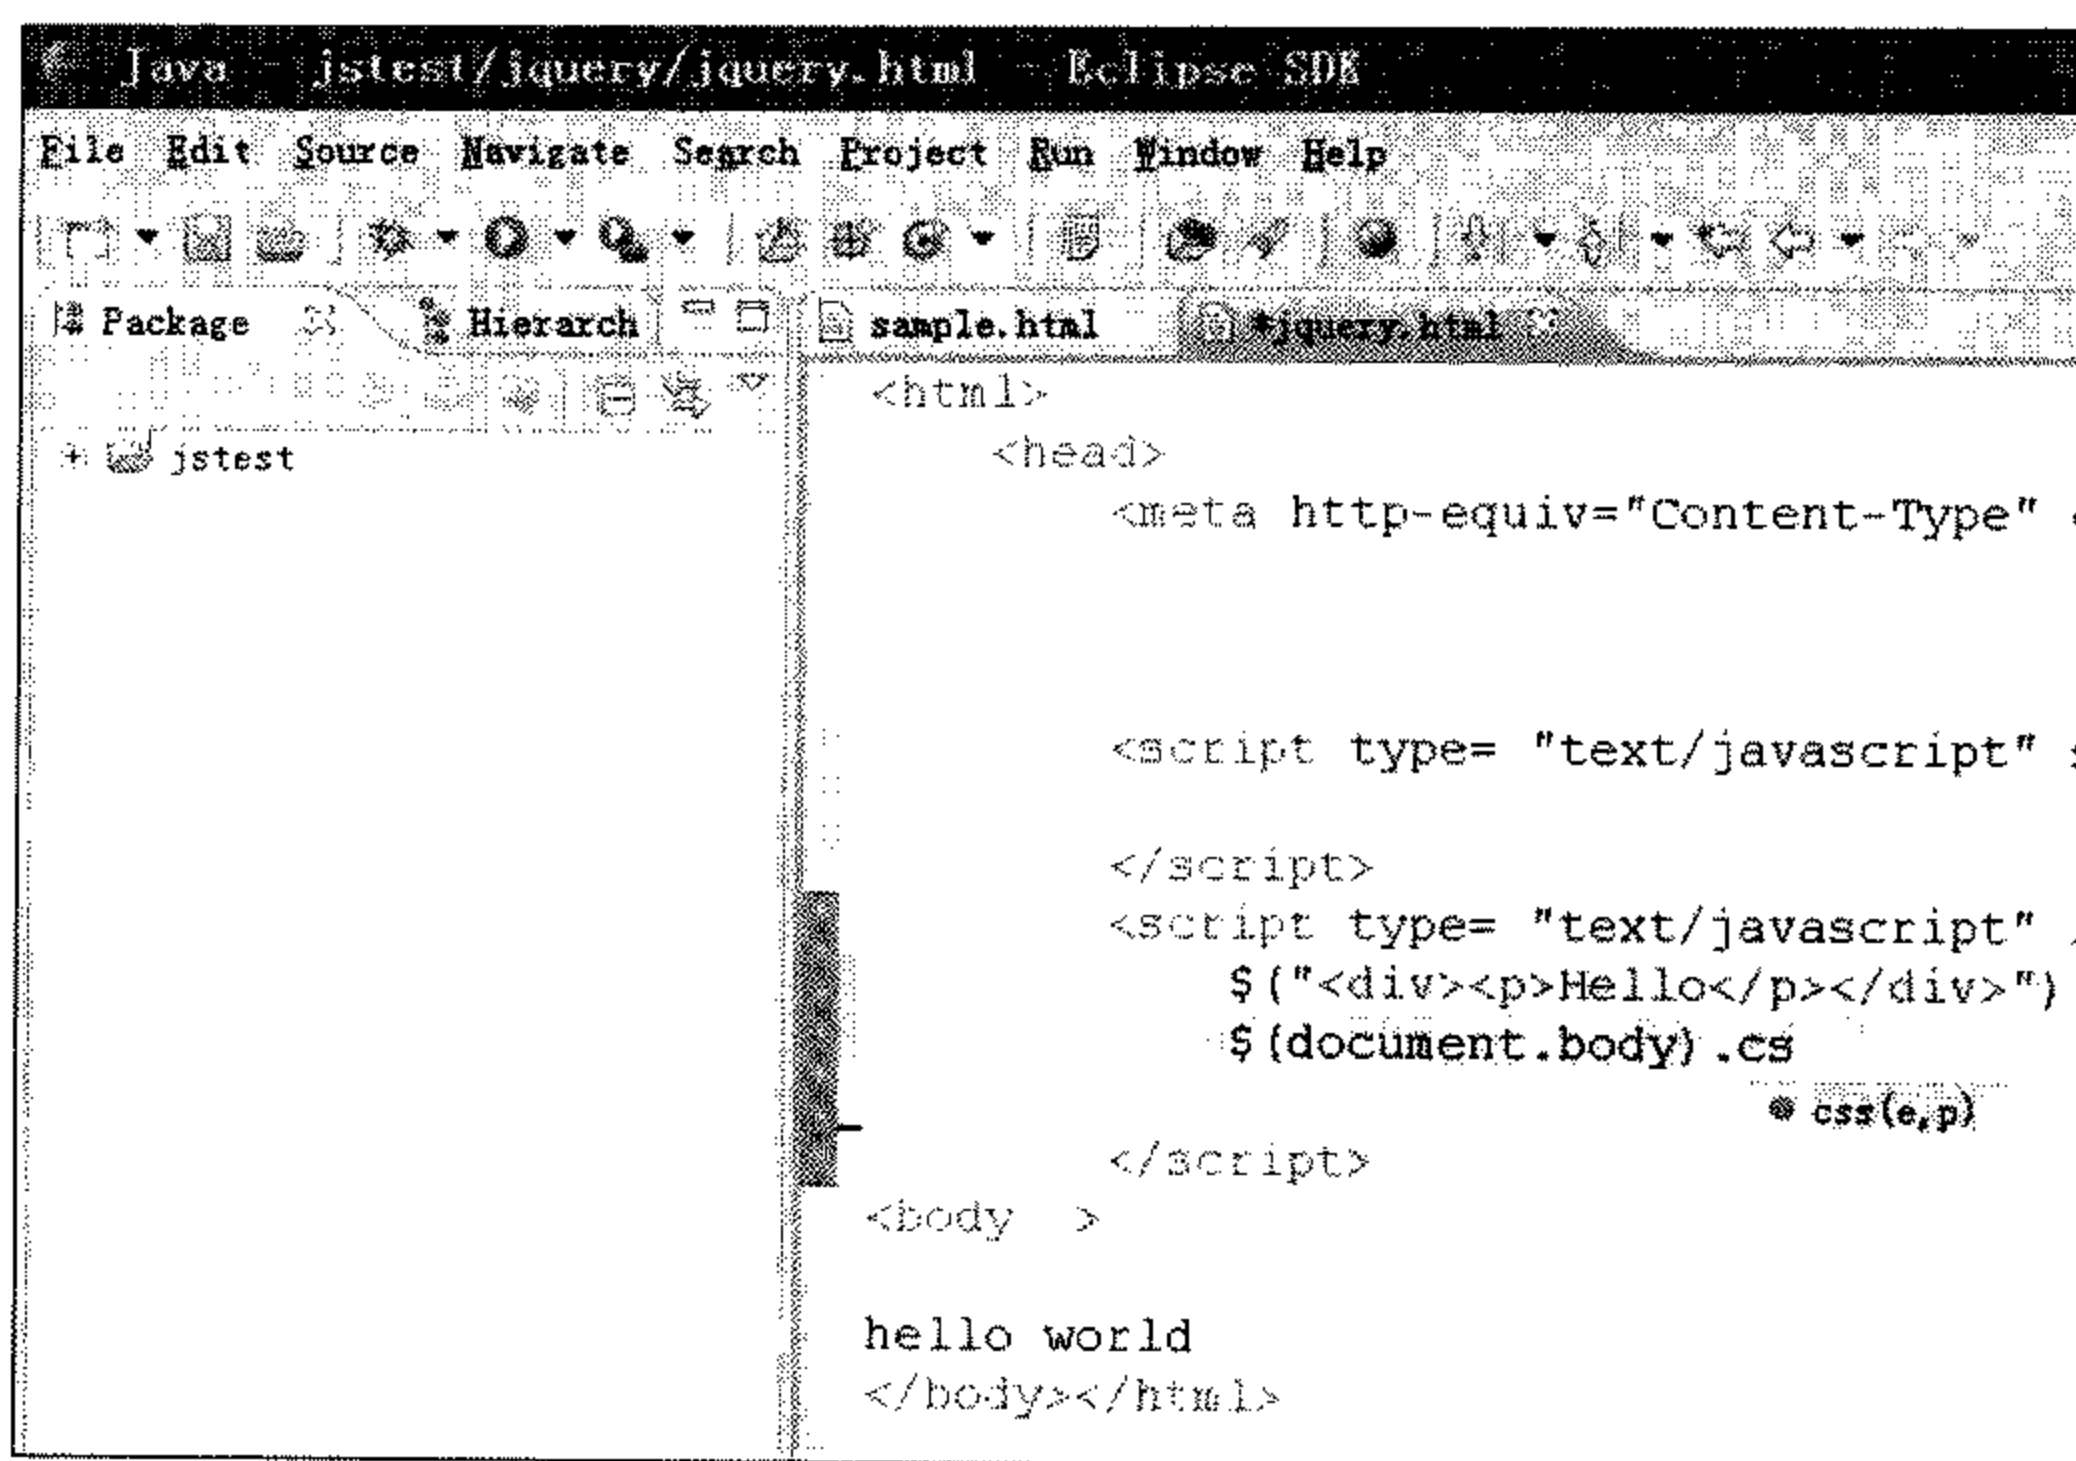 Java - jstest/jquery/jquery.html - Eclipse SDK
File Edit Source Navigate Search Project Run Window Help
Package Hierarch sample.html *jquery.html
jstest
<html>
<head>
<meta http-equiv="Content-Type"
<script type= "text/javascript"
</script>
<script type= "text/javascript"
$("<div><p>Hello</p></div>")
$(document.body).cs
css(e,p)
</script>
<body >
hello world
</body></html>